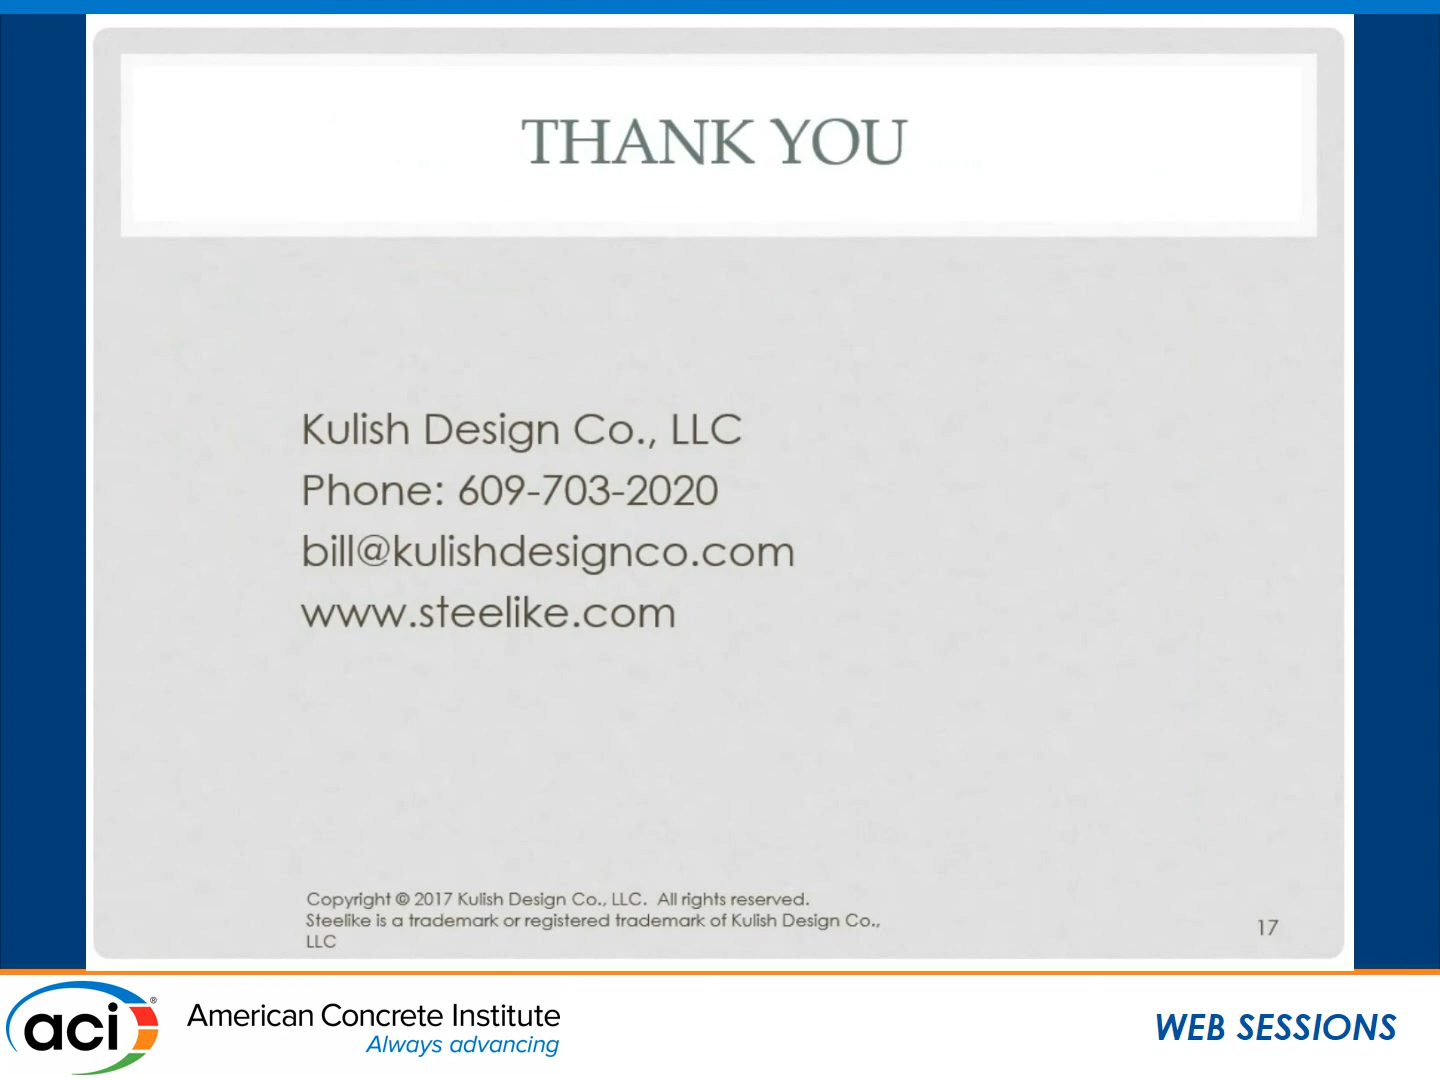 THANK YOU
Kulish Design Co., LLC
Phone: 609-703-2020
bill@kulishdesignco.com
www.steelike.com
Copyright © 2017 Kulish Design Co., LLC.  All rights reserved.
Steelike is a trademark or registered trademark of Kulish Design Co.,
LLC
17
aci®
American Concrete Institute
Always advancing
WEB SESSIONS